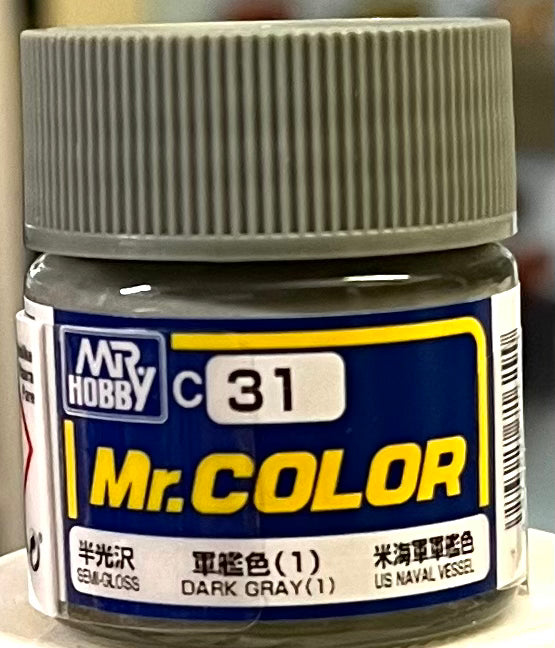 MR.
HOBBY
C 31
Mr.COLOR
半光沢
SEMI-GLOSS
軍艦色(1)
DARK GRAY(1)
米海軍軍艦色
US NAVAL VESSEL